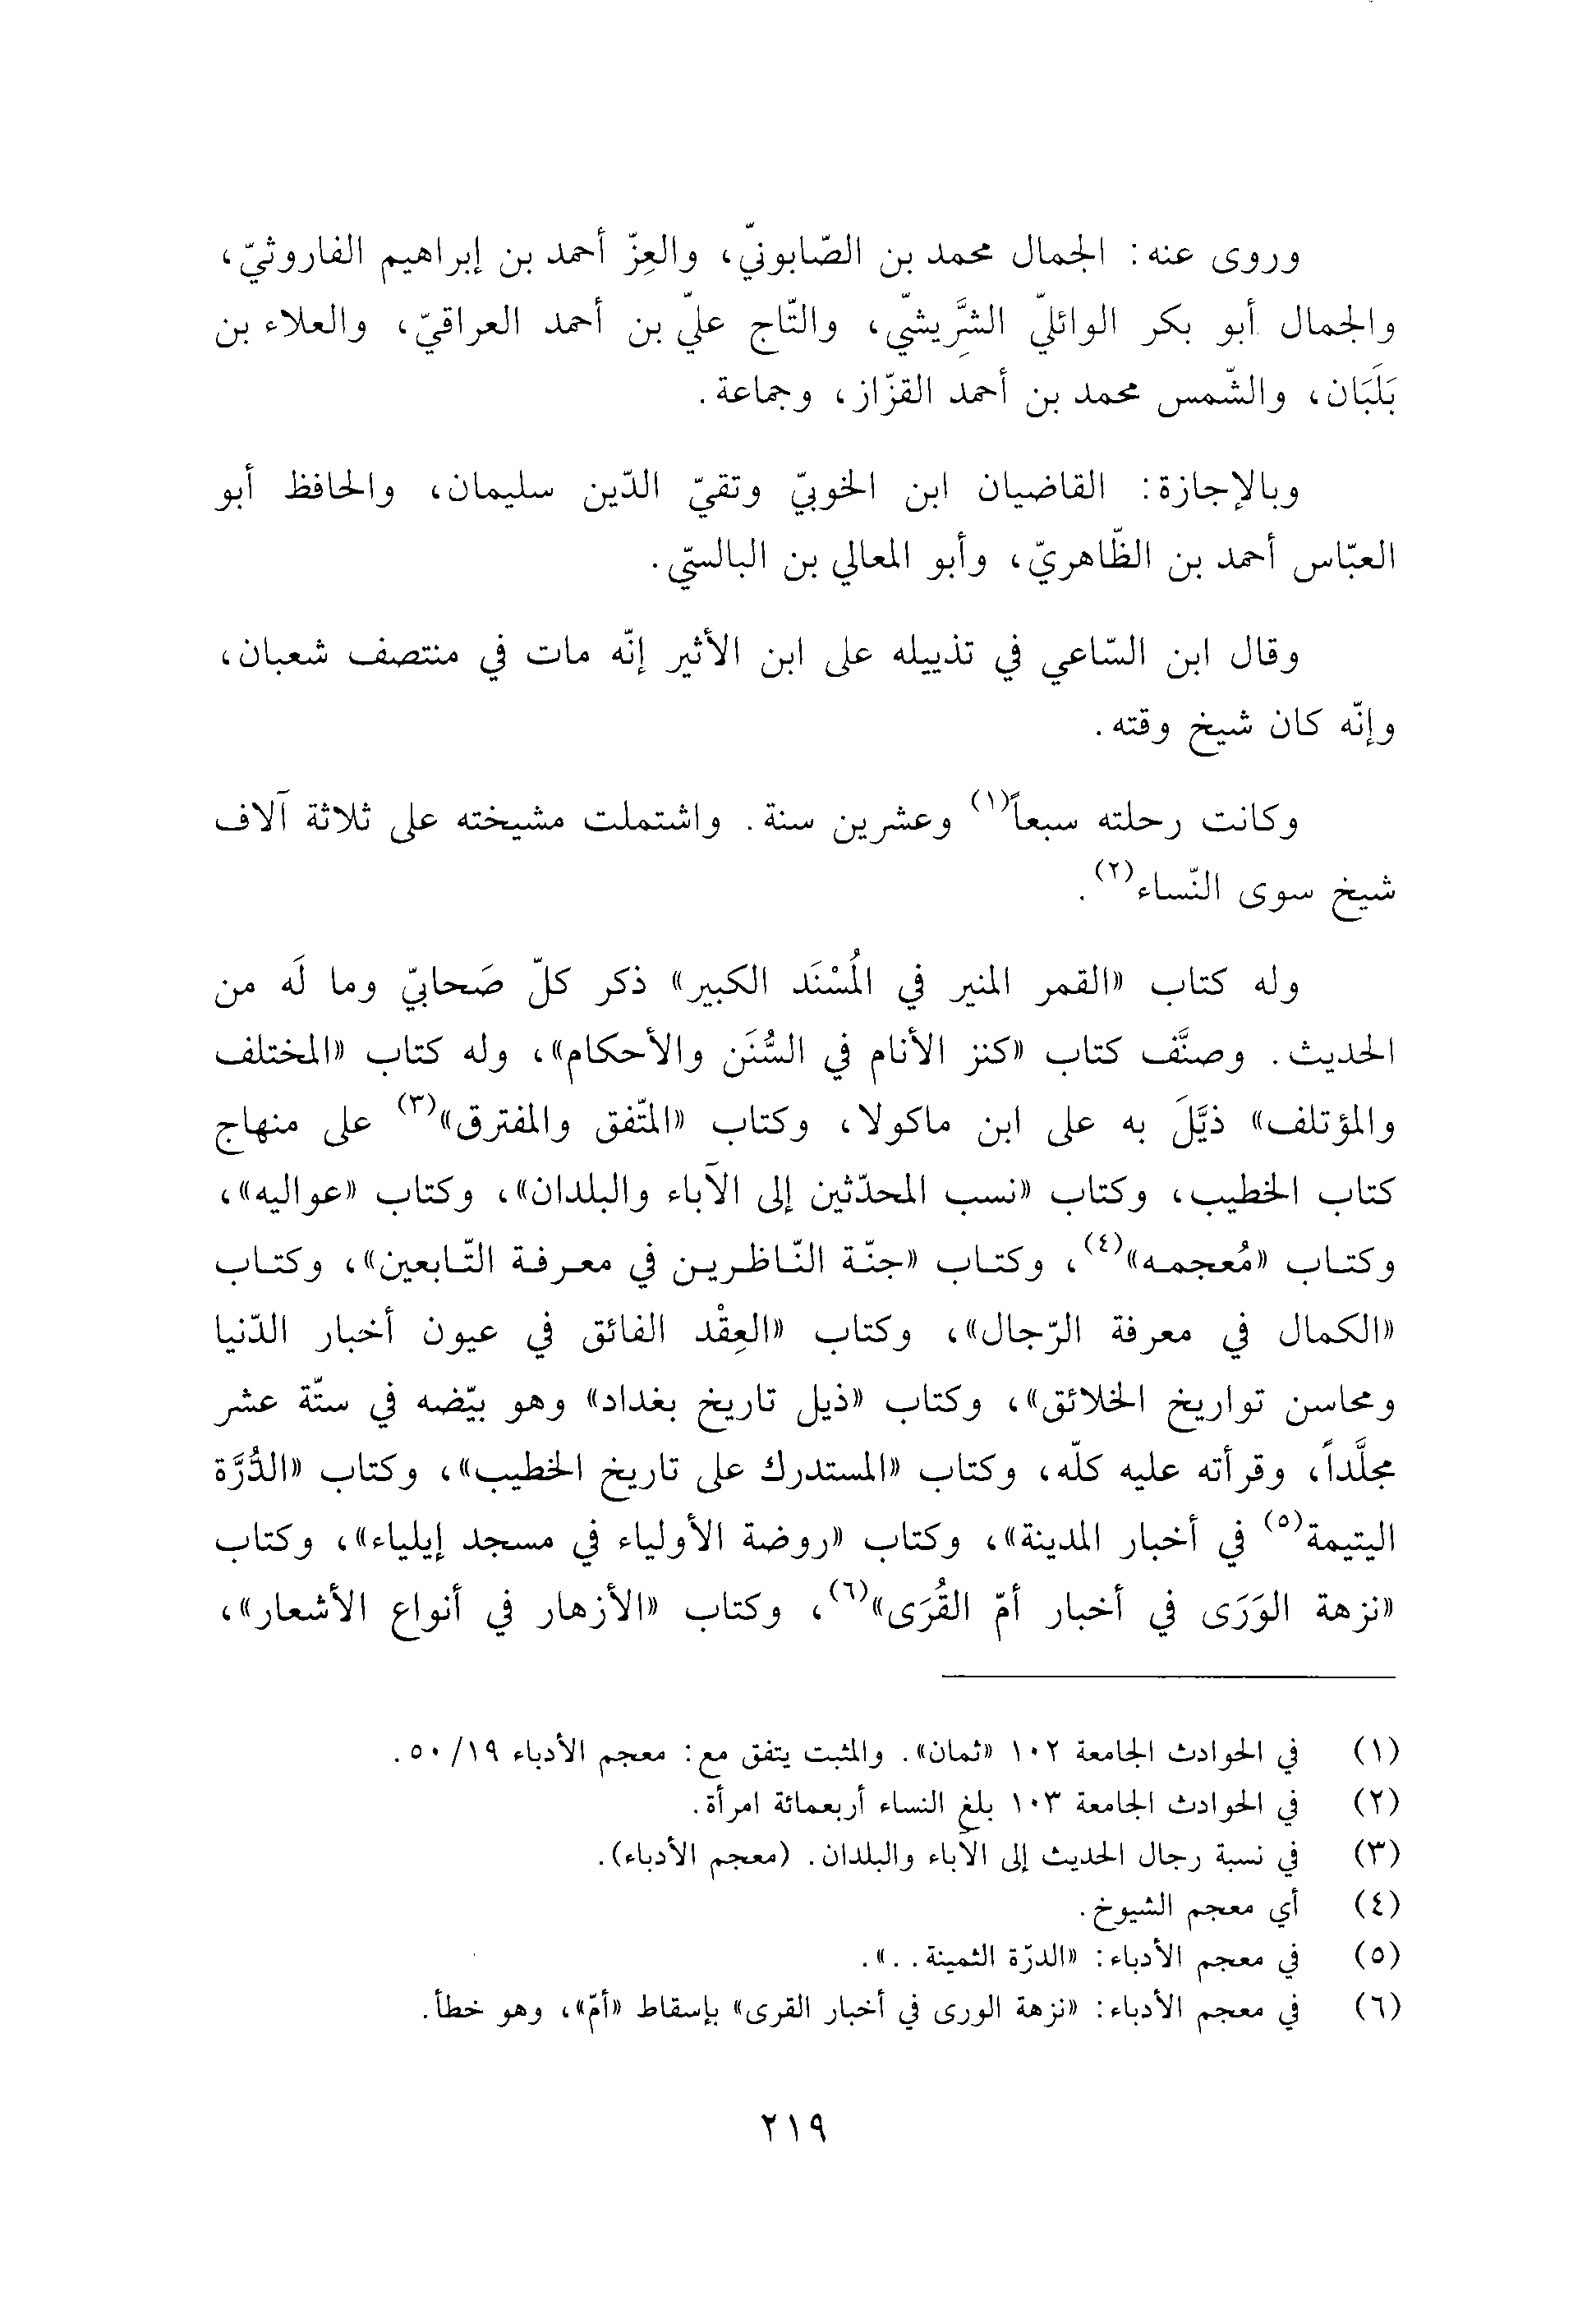 وروى عنه: الجمال محمد بن الصّابونيّ، والعِزّ أحمد بن إبراهيم الفاروثيّ،
والجمال أبو بكر الوائليّ الشَّرِيشيّ، والتّاج عليّ بن أحمد العراقيّ، والعلاء بن
بَلَبَان، والشّمس محمد بن أحمد القزّاز، وجماعة.
وبالإجازة: القاضيان ابن الخوييّ وتقيّ الدّين سليمان، والحافظ أبو
العبّاس أحمد بن الظّاهريّ، وأبو المعالي بن البالسيّ.
وقال ابن السّاعي في تذييله على ابن الأثير إنّه مات في منتصف شعبان،
وإنّه كان شيخ وقته.
وكانت رحلته سبعاً(١) وعشرين سنة. واشتملت مشيخته على ثلاثة آلاف
شيخ سوى النّساء(٢).
وله كتاب «القمر المنير في المُسْنَد الكبير» ذكر كلّ صَحابيّ وما لَه من
الحديث. وصنَّف كتاب «كنز الأنام في السُّنَن والأحكام»، وله كتاب «المختلف
والمؤتلف» ذيَّلَ به على ابن ماكولا، وكتاب «المتّفق والمفترق»(٣) على منهاج
كتاب الخطيب، وكتاب «نسب المحدّثين إلى الآباء والبلدان»، وكتاب «عواليه»،
وكتاب «مُعجمه»(٤)، وكتاب «جنّة النّاظرين في معرفة التّابعين»، وكتاب
«الكمال في معرفة الرّجال»، وكتاب «العِقْد الفائق في عيون أخبار الدّنيا
ومحاسن تواريخ الخلائق»، وكتاب «ذيل تاريخ بغداد» وهو بيّضه في ستّة عشر
مجلَّداً، وقرأته عليه كلّه، وكتاب «المستدرك على تاريخ الخطيب»، وكتاب «الدُّرَّة
اليتيمة(٥) في أخبار المدينة»، وكتاب «روضة الأولياء في مسجد إيلياء»، وكتاب
«نزهة الوَرَى في أخبار أمّ القُرَى»(٦)، وكتاب «الأزهار في أنواع الأشعار»،
(١) في الحوادث الجامعة ١٠٢ «ثمان». والمثبت يتفق مع: معجم الأدباء ١٩/ ٥٠.
(٢) في الحوادث الجامعة ١٠٣ بلغ النساء أربعمائة امرأة.
(٣) في نسبة رجال الحديث إلى الآباء والبلدان. (معجم الأدباء).
(٤) أي معجم الشيوخ.
(٥) في معجم الأدباء: «الدرّة الثمينة..».
(٦) في معجم الأدباء: «نزهة الورى في أخبار القرى» بإسقاط «أمّ»، وهو خطأ.
٢١٩